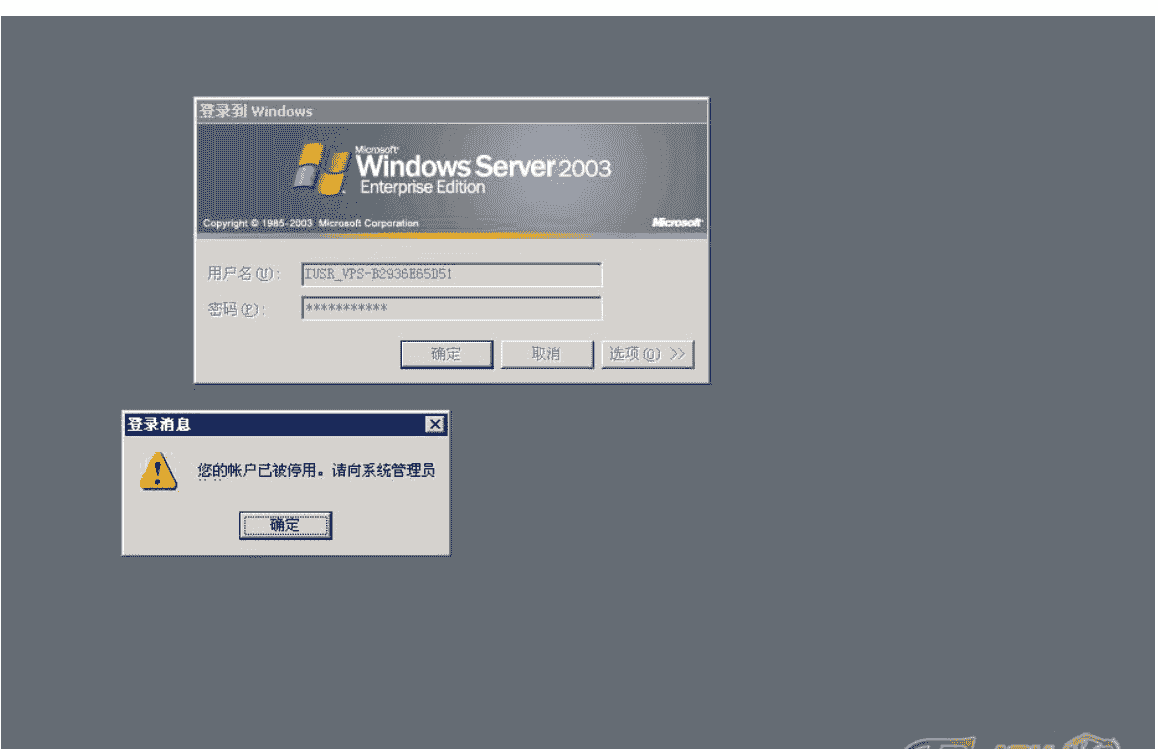 登录到 Windows
Microsoft
Windows Server 2003
Enterprise Edition
Copyright © 1985-2003 Microsoft Corporation
Microsoft
用户名(U):
IUSR_VPS-B2936E65D51
密码(P):
***********
确定
取消
选项(O) >>
登录消息
您的帐户已被停用。请向系统管理员
确定